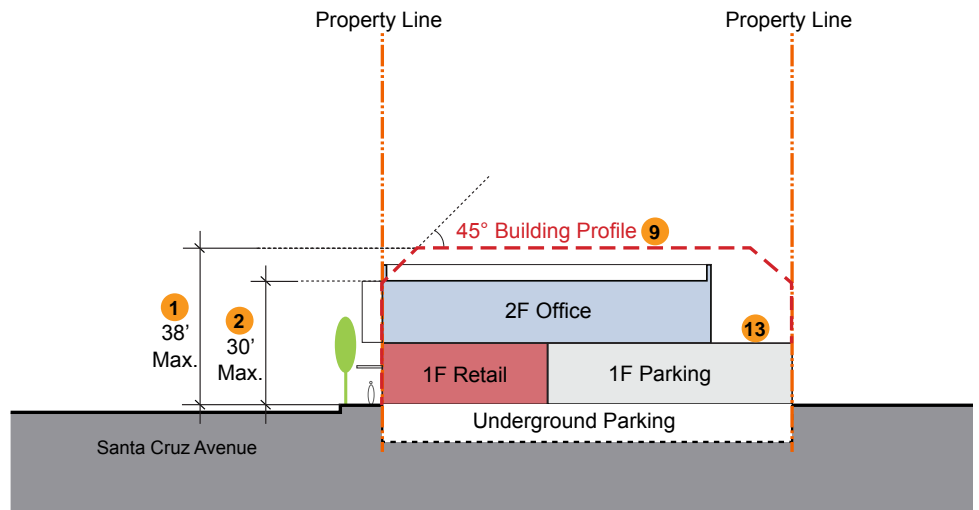 Property Line
Property Line
45° Building Profile 9
1
38’
Max.
2
30’
Max.
2F Office
13
1F Retail
1F Parking
Underground Parking
Santa Cruz Avenue